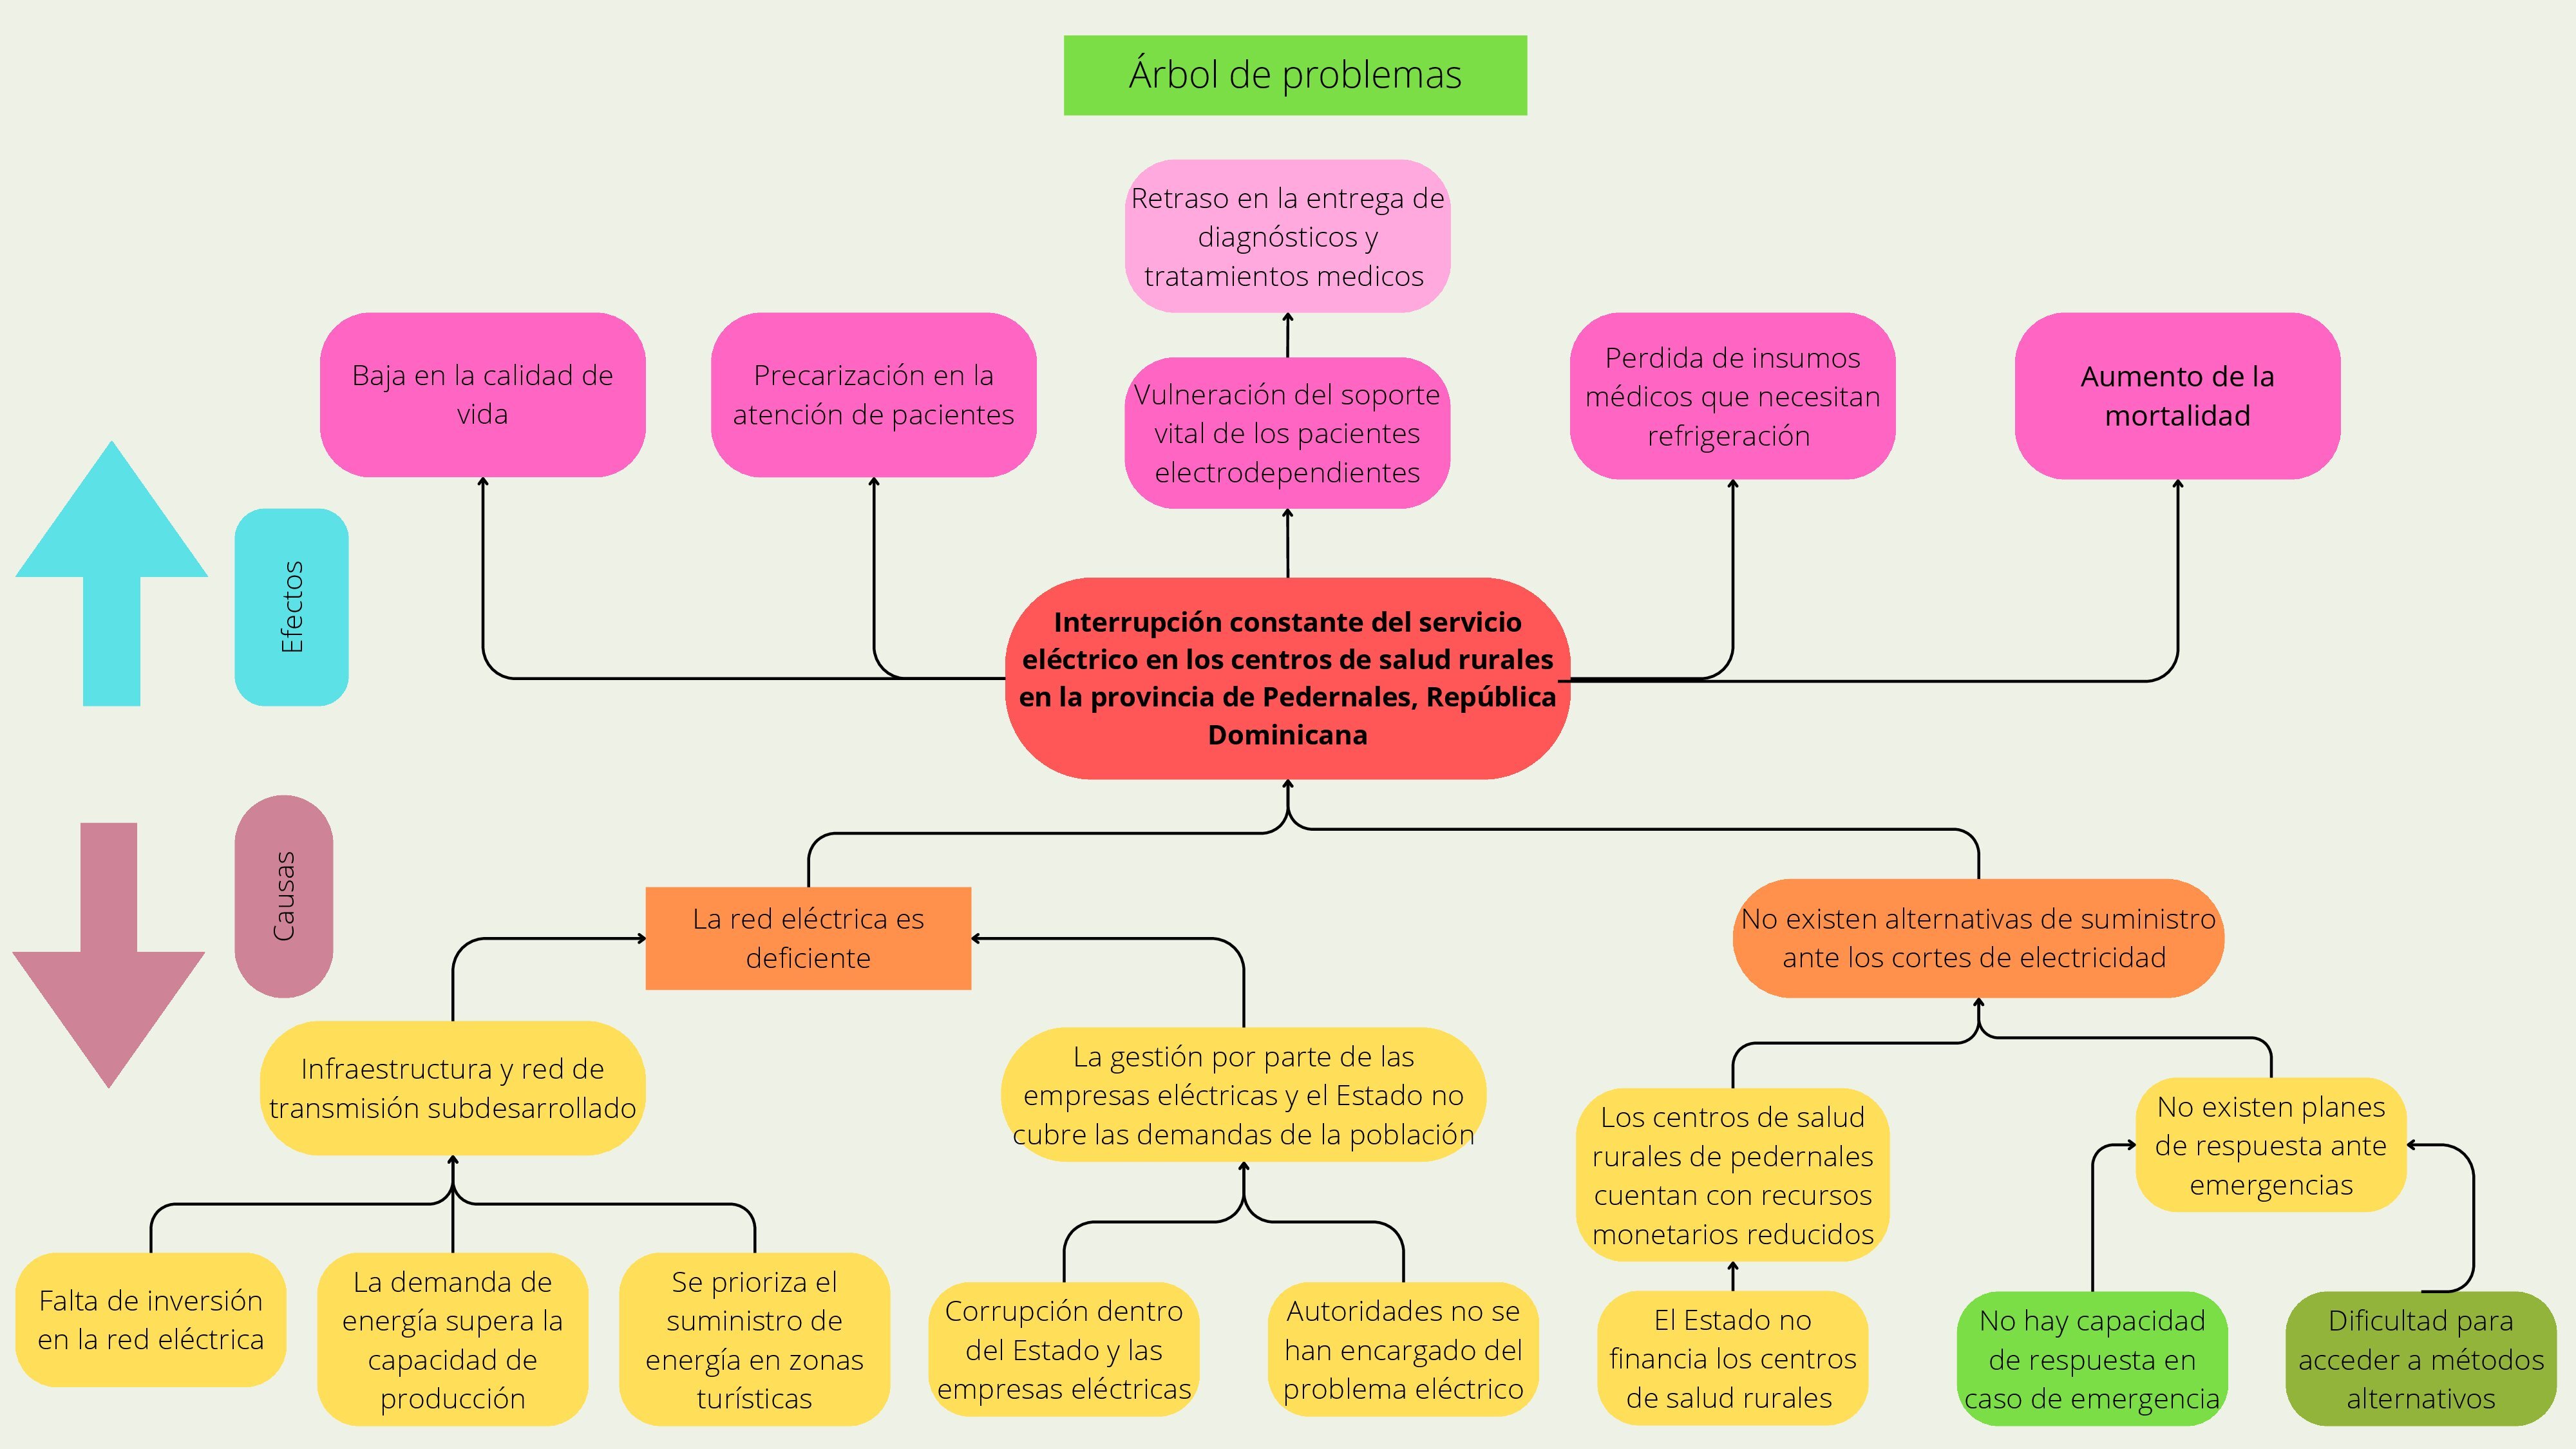 Árbol de problemas
Retraso en la entrega de
diagnósticos y
tratamientos medicos
Baja en la calidad de
vida
Precarización en la
atención de pacientes
Vulneración del soporte
vital de los pacientes
electrodependientes
Perdida de insumos
médicos que necesitan
refrigeración
Aumento de la
mortalidad
Efectos
Interrupción constante del servicio
eléctrico en los centros de salud rurales
en la provincia de Pedernales, República
Dominicana
Causas
La red eléctrica es
deficiente
No existen alternativas de suministro
ante los cortes de electricidad
Infraestructura y red de
transmisión subdesarrollado
La gestión por parte de las
empresas eléctricas y el Estado no
cubre las demandas de la población
Los centros de salud
rurales de pedernales
cuentan con recursos
monetarios reducidos
No existen planes
de respuesta ante
emergencias
Falta de inversión
en la red eléctrica
La demanda de
energía supera la
capacidad de
producción
Se prioriza el
suministro de
energía en zonas
turísticas
Corrupción dentro
del Estado y las
empresas eléctricas
Autoridades no se
han encargado del
problema eléctrico
El Estado no
financia los centros
de salud rurales
No hay capacidad
de respuesta en
caso de emergencia
Dificultad para
acceder a métodos
alternativos